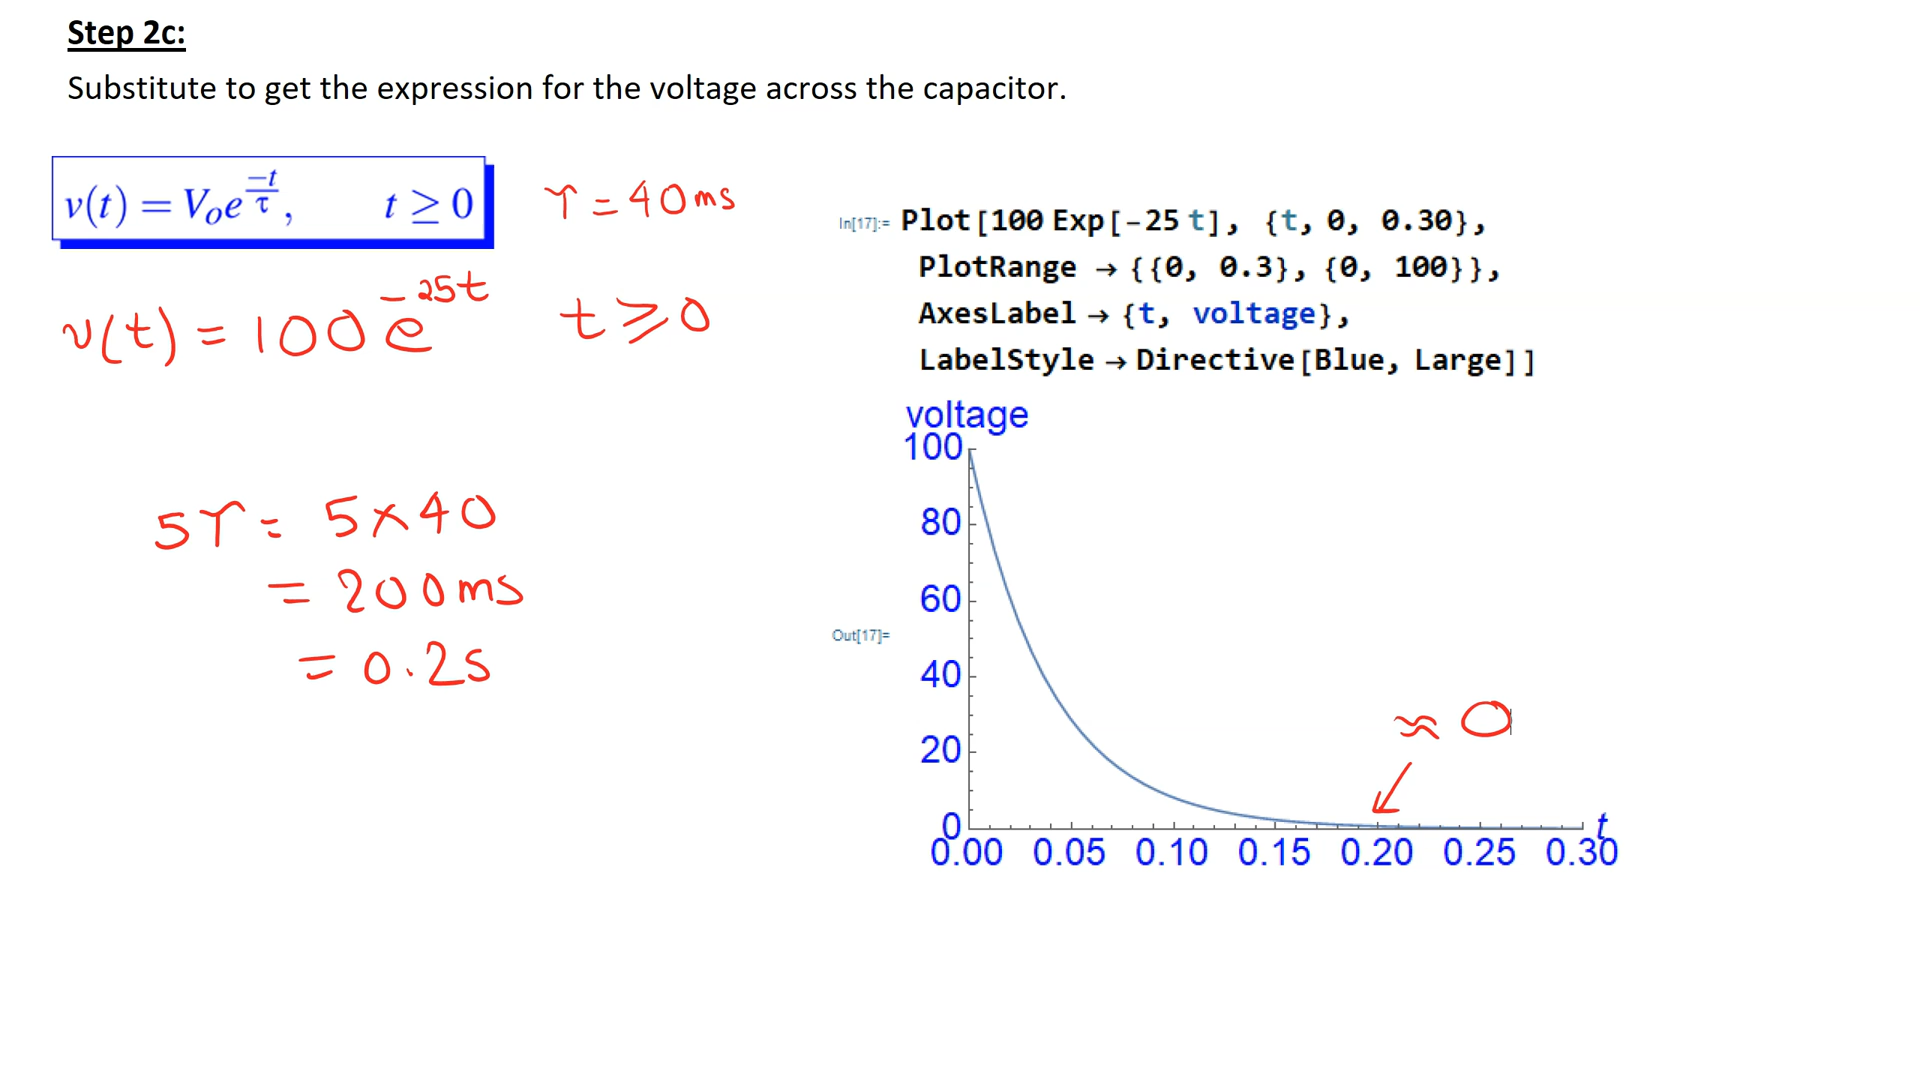 Step 2c:
Substitute to get the expression for the voltage across the capacitor.
v(t) = V₀e^(-t/τ), t ≥ 0
τ = 40ms
v(t) = 100 e^(-25t) t ≥ 0
5τ = 5 × 40
= 200ms
= 0.2s
In[17]:= Plot[100 Exp[-25 t], {t, 0, 0.30},
PlotRange → {{0, 0.3}, {0, 100}},
AxesLabel → {t, voltage},
LabelStyle → Directive[Blue, Large]]
Out[17]=
voltage
100
80
60
40
20
0
≈ 0
t
0.00 0.05 0.10 0.15 0.20 0.25 0.30